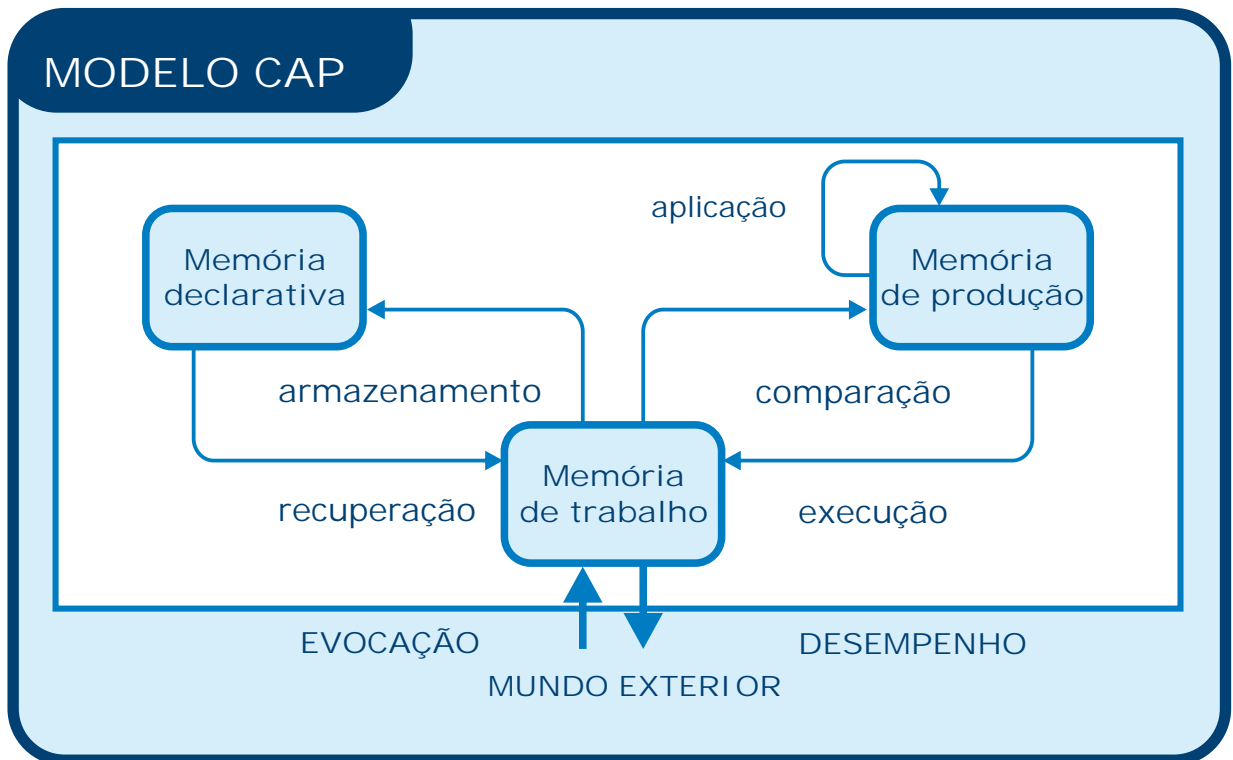 MODELO CAP
aplicação
Memória
declarativa
Memória
de produção
armazenamento
comparação
Memória
de trabalho
recuperação
execução
EVOCAÇÃO
DESEMPENHO
MUNDO EXTERIOR